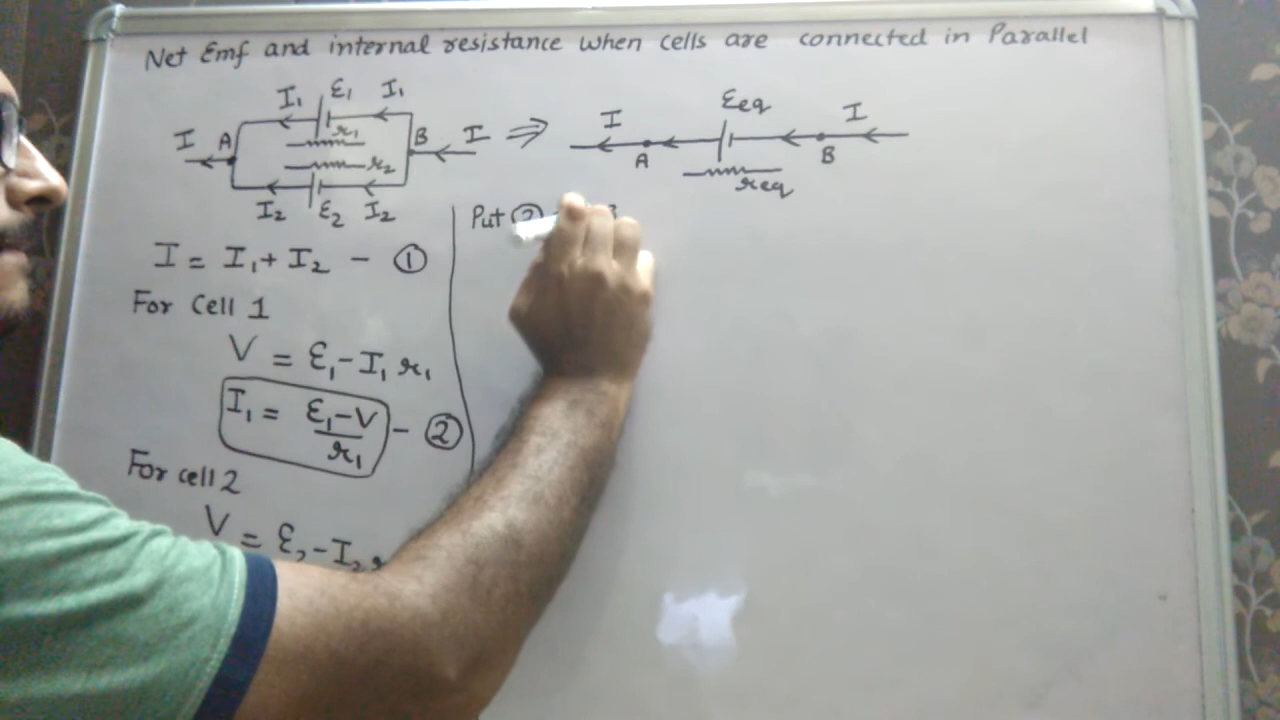 Net Emf and internal resistance when cells are connected in Parallel
I₁ ε₁ I₁
I A r₁ B I ⇒
r₂
I₂ ε₂ I₂
I εeq I
A B
req
I = I₁ + I₂ - ①
For Cell 1
V = ε₁ - I₁ r₁
I₁ = (ε₁ - V)/r₁ - ②
For cell 2
V = ε₂ - I₂
Put ②